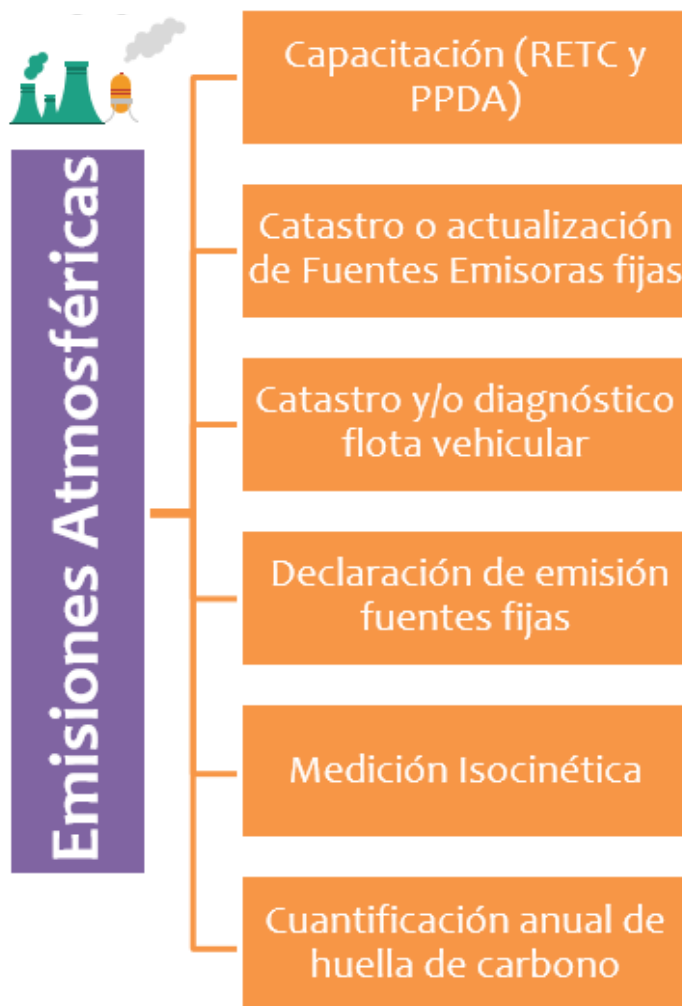 Emisiones Atmosféricas
Capacitación (RETC y
PPDA)
Catastro o actualización
de Fuentes Emisoras fijas
Catastro y/o diagnóstico
flota vehicular
Declaración de emisión
fuentes fijas
Medición Isocinética
Cuantificación anual de
huella de carbono